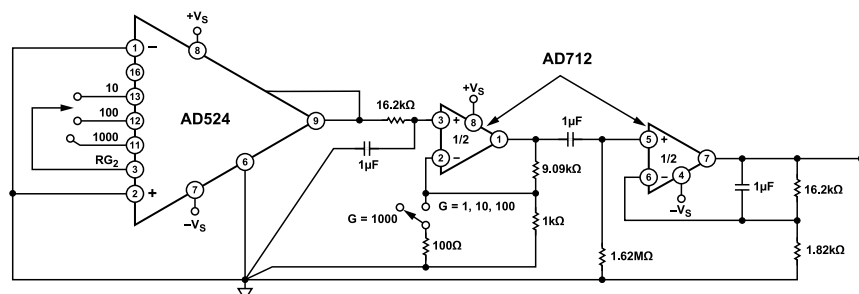 +VS
8
1
−
16
10
13
AD524
100
12
9
1000
11
RG2
3
6
2
+
7
−VS
AD712
16.2kΩ
1µF
+VS
3
+
8
1/2
1
2
−
9.09kΩ
G = 1, 10, 100
G = 1000
100Ω
1kΩ
1µF
1.62MΩ
5
+
1/2
7
6
−
4
−VS
1µF
16.2kΩ
1.82kΩ